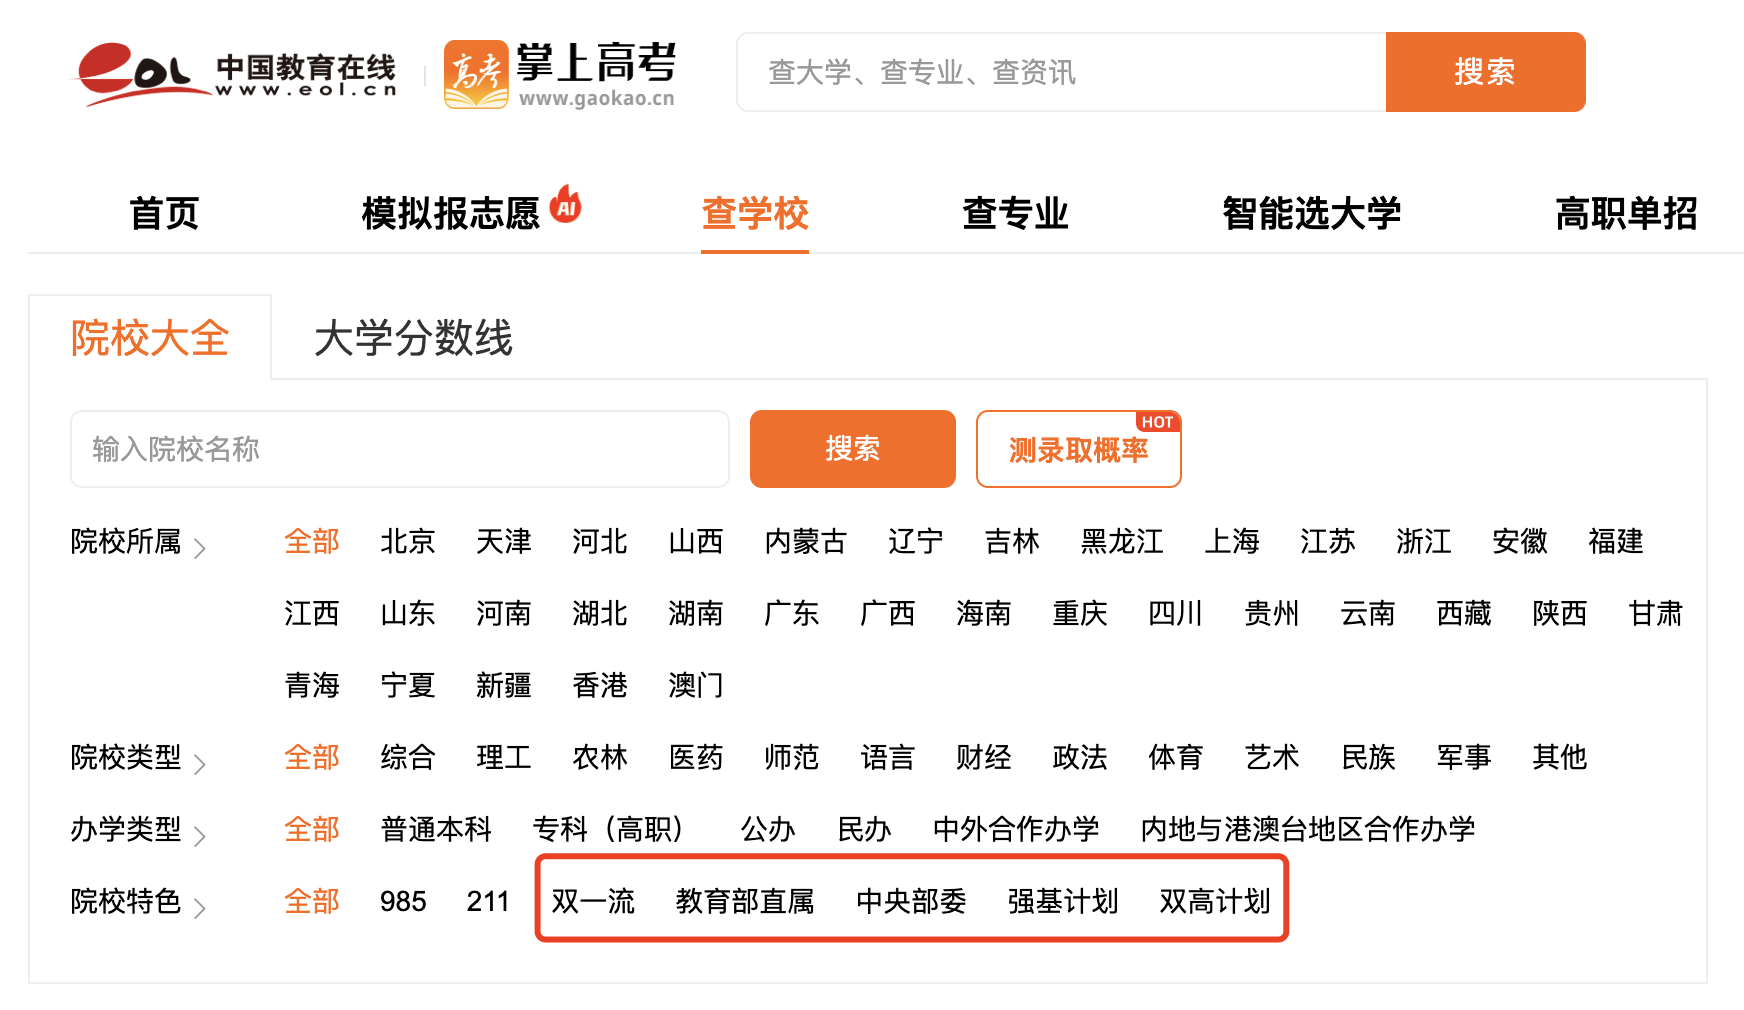 eol 中国教育在线 www.eol.cn 高考 掌上高考 www.gaokao.cn 查大学、查专业、查资讯 搜索
首页 模拟报志愿 AI 查学校 查专业 智能选大学 高职单招
院校大全 大学分数线
输入院校名称 搜索 测录取概率 HOT
院校所属 全部 北京 天津 河北 山西 内蒙古 辽宁 吉林 黑龙江 上海 江苏 浙江 安徽 福建
江西 山东 河南 湖北 湖南 广东 广西 海南 重庆 四川 贵州 云南 西藏 陕西 甘肃
青海 宁夏 新疆 香港 澳门
院校类型 全部 综合 理工 农林 医药 师范 语言 财经 政法 体育 艺术 民族 军事 其他
办学类型 全部 普通本科 专科（高职） 公办 民办 中外合作办学 内地与港澳台地区合作办学
院校特色 全部 985 211 双一流 教育部直属 中央部委 强基计划 双高计划